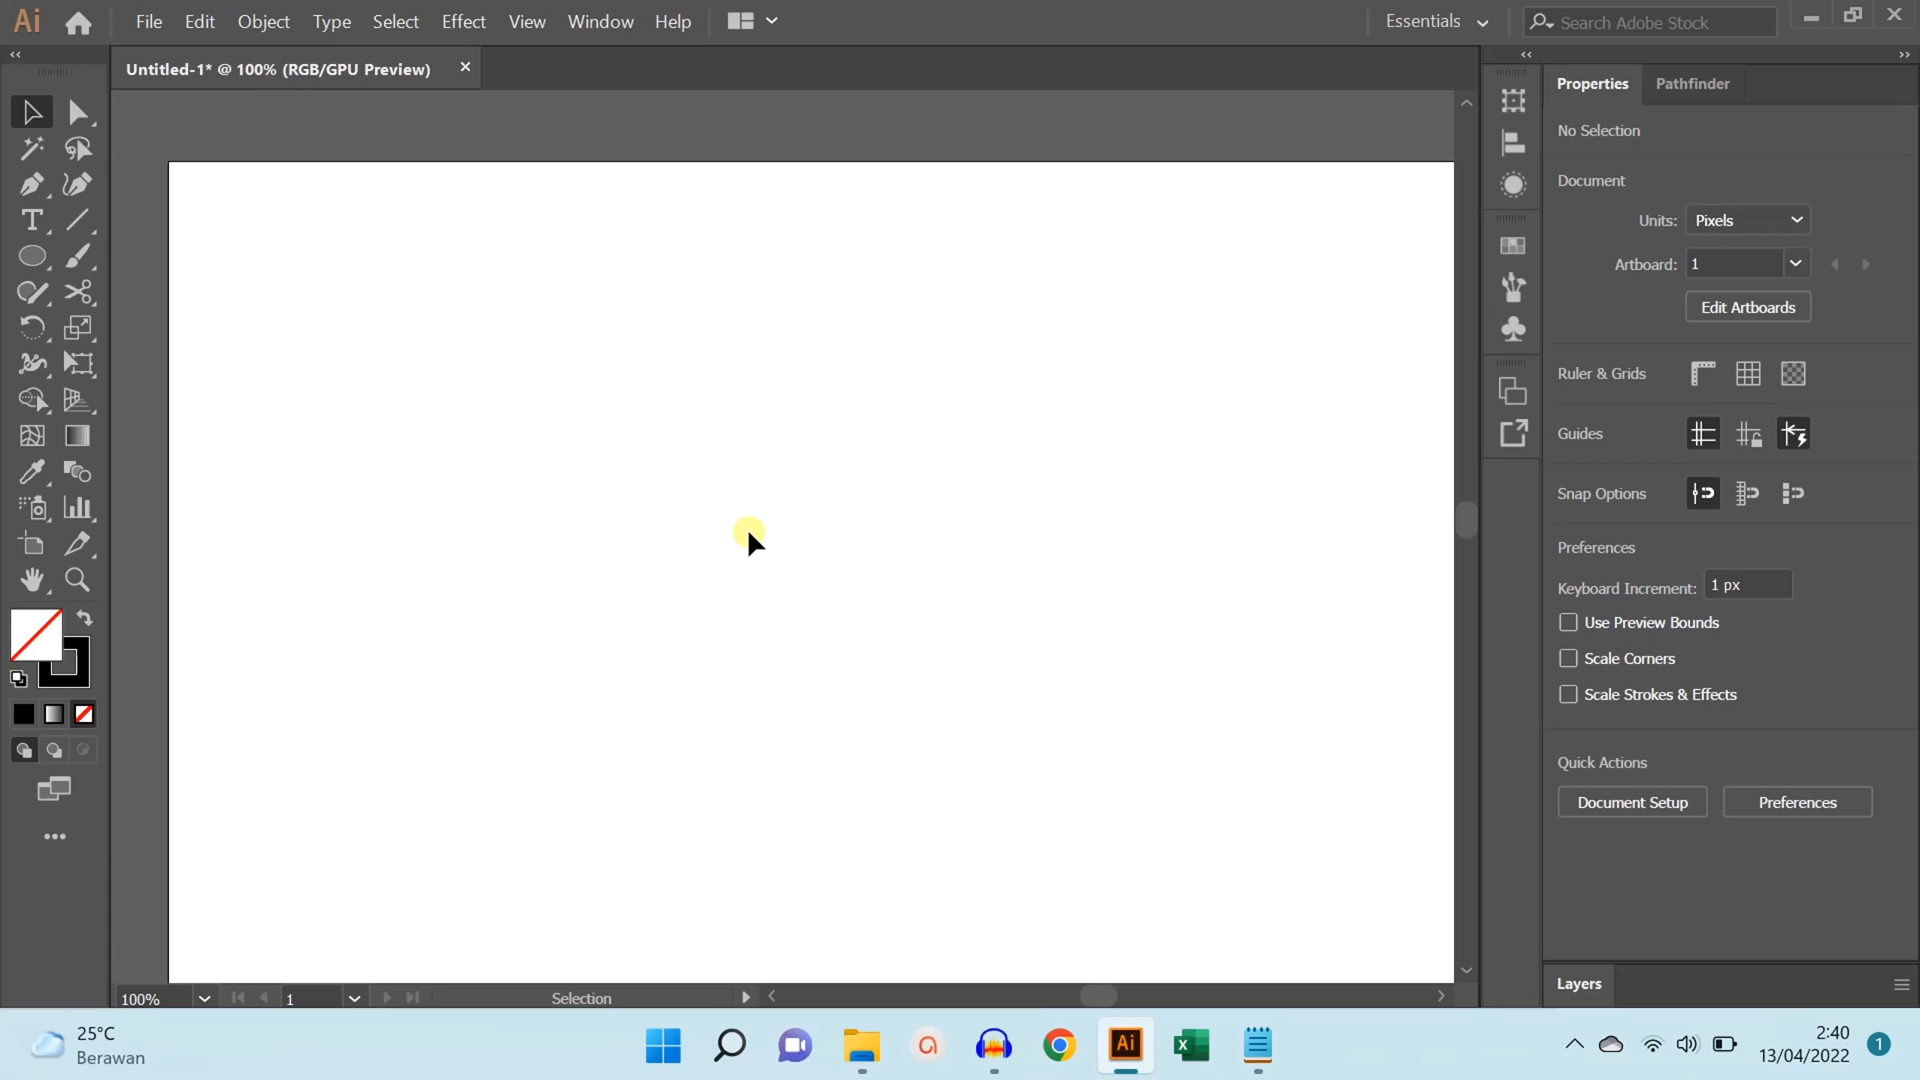 Ai File Edit Object Type Select Effect View Window Help Essentials Search Adobe Stock
Untitled-1* @ 100% (RGB/GPU Preview)
Properties Pathfinder
No Selection
Document
Units: Pixels
Artboard: 1
Edit Artboards
Ruler & Grids
Guides
Snap Options
Preferences
Keyboard Increment: 1 px
Use Preview Bounds
Scale Corners
Scale Strokes & Effects
Quick Actions
Document Setup Preferences
Layers
100% 1 Selection
25°C
Berawan
Ai
2:40
13/04/2022
1